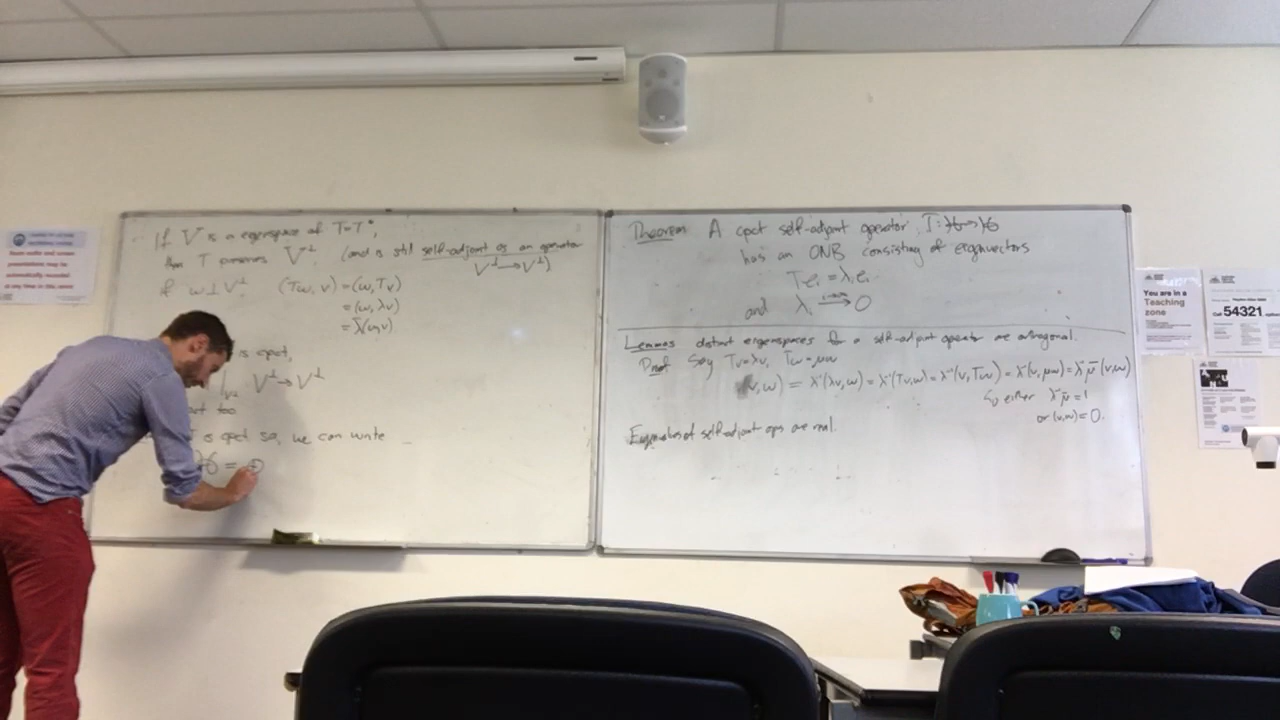 If V is a eigenspace of T=T*,
then T preserves V^⊥. (and is still self-adjoint as an operator
V^⊥→V^⊥)
if w⊥V^⊥ (Tw, v) = (w, Tv)
= (w, λv)
= λ̄(w,v)
is cpct,
|_{V^⊥} V^⊥→V^⊥
too
is cpct so, we can write
H = ⊕
Theorem A cpct self-adjoint operator T: H→H
has an ONB consisting of eigenvectors
Te_i = λ_i e_i
and λ_i → 0
Lemmas distinct eigenspaces for a self-adjoint operator are orthogonal.
Proof Say Tv=λv, Tw=μw
(v,w) = λ⁻¹(λv,w) = λ⁻¹(Tv,w) = λ⁻¹(v,Tw) = λ⁻¹(v,μw) = λ⁻¹μ̄(v,w)
So either λ⁻¹μ̄=1
or (v,w)=0.
Eigenvalues of self-adjoint ops are real.
You are in a
Teaching
zone
Call 54321